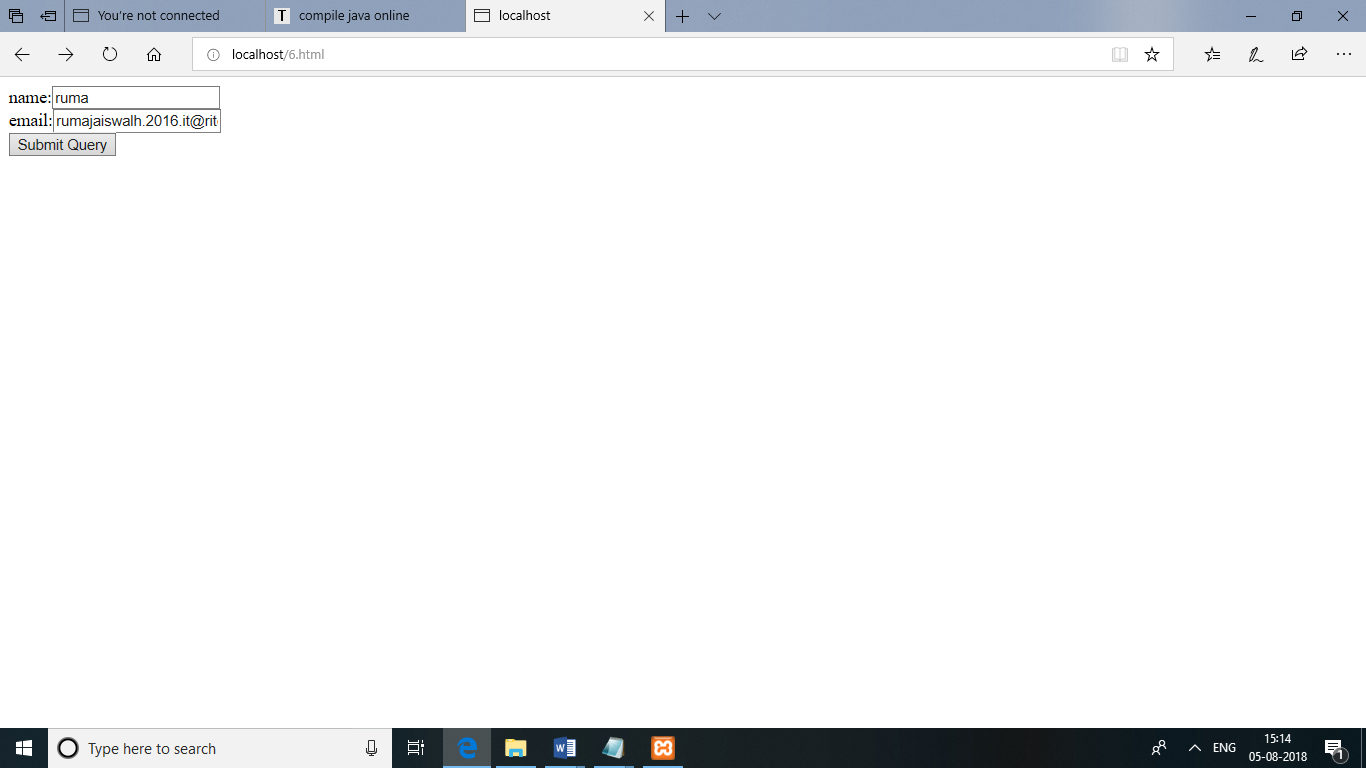 You're not connected
compile java online
localhost
localhost/6.html
name: ruma
email: rumajaiswalh.2016.it@rit
Submit Query
Type here to search
ENG
15:14
05-08-2018
1